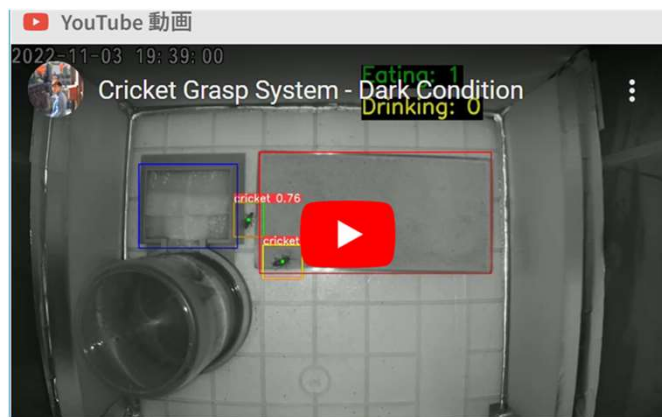 YouTube 動画
2022-11-03 19:39:00
Eating: 1
Cricket Grasp System - Dark Condition
Drinking: 0
cricket 0.76
cricket